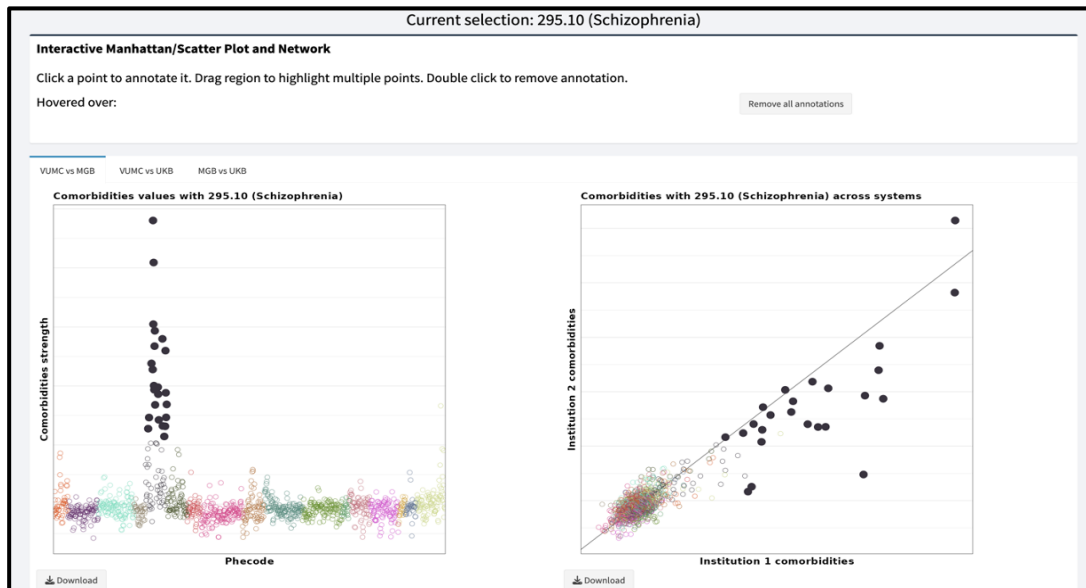 Current selection: 295.10 (Schizophrenia)
Interactive Manhattan/Scatter Plot and Network
Click a point to annotate it. Drag region to highlight multiple points. Double click to remove annotation.
Hovered over:
Remove all annotations
VUMC vs MGB
VUMC vs UKB
MGB vs UKB
Comorbidities values with 295.10 (Schizophrenia)
Comorbidities strength
Phecode
Download
Comorbidities with 295.10 (Schizophrenia) across systems
Institution 2 comorbidities
Institution 1 comorbidities
Download